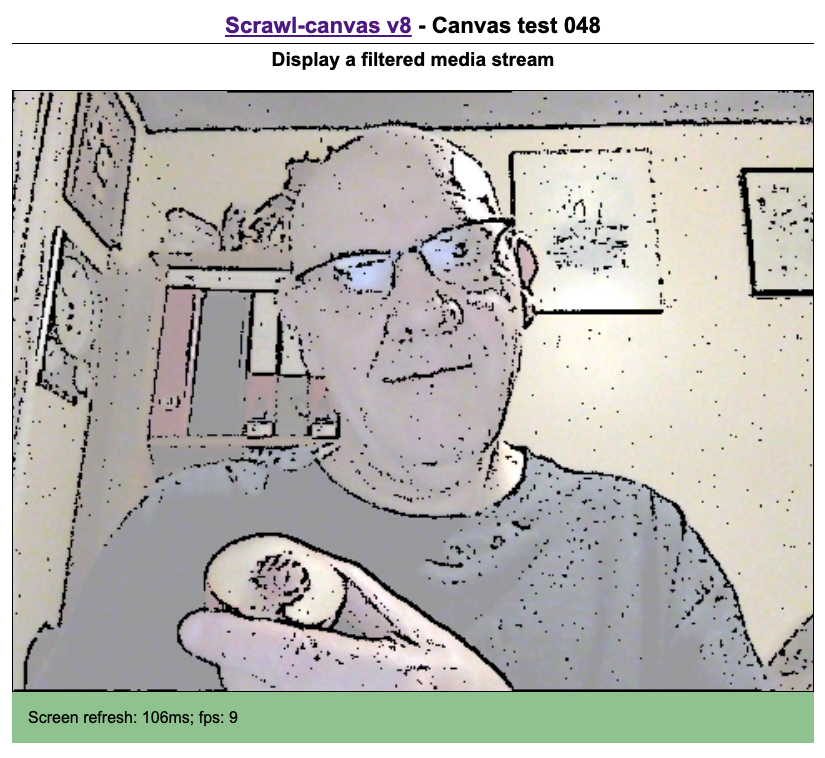 Scrawl-canvas v8 - Canvas test 048
Display a filtered media stream
Screen refresh: 106ms; fps: 9